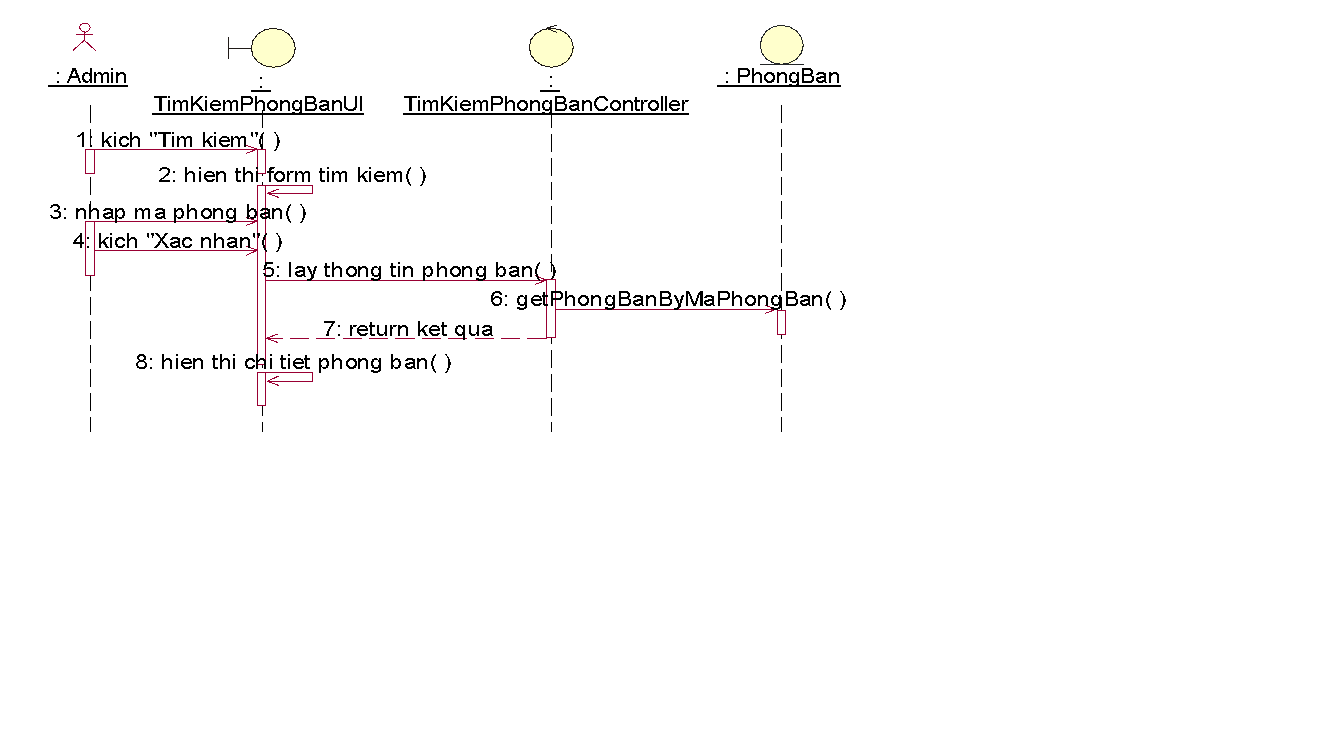 : Admin
:
TimKiemPhongBanUI
:
TimKiemPhongBanController
: PhongBan
1: kich "Tim kiem"( )
2: hien thi form tim kiem( )
3: nhap ma phong ban( )
4: kich "Xac nhan"( )
5: lay thong tin phong ban( )
6: getPhongBanByMaPhongBan( )
7: return ket qua
8: hien thi chi tiet phong ban( )